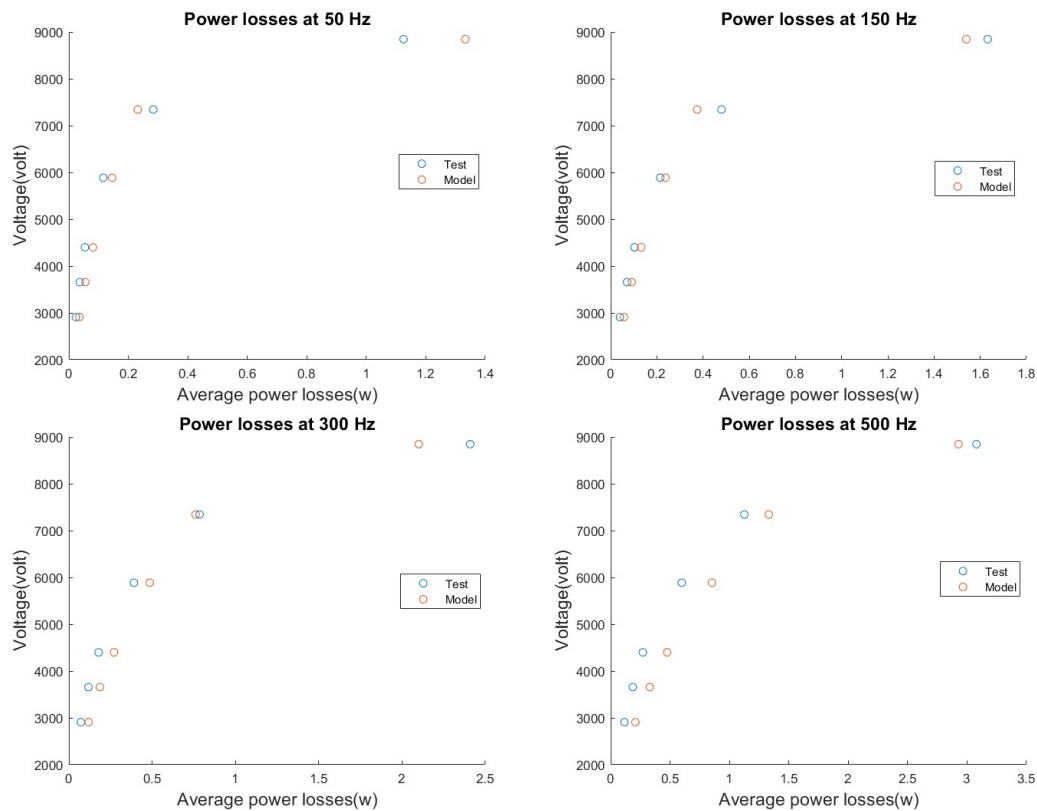 Power losses at 50 Hz
9000
8000
7000
6000
5000
4000
3000
2000
Voltage(volt)
Test
Model
0 0.2 0.4 0.6 0.8 1 1.2 1.4
Average power losses(w)
Power losses at 150 Hz
9000
8000
7000
6000
5000
4000
3000
2000
Voltage(volt)
Test
Model
0 0.2 0.4 0.6 0.8 1 1.2 1.4 1.6 1.8
Average power losses(w)
Power losses at 300 Hz
9000
8000
7000
6000
5000
4000
3000
2000
Voltage(volt)
Test
Model
0 0.5 1 1.5 2 2.5
Average power losses(w)
Power losses at 500 Hz
9000
8000
7000
6000
5000
4000
3000
2000
Voltage(volt)
Test
Model
0 0.5 1 1.5 2 2.5 3 3.5
Average power losses(w)